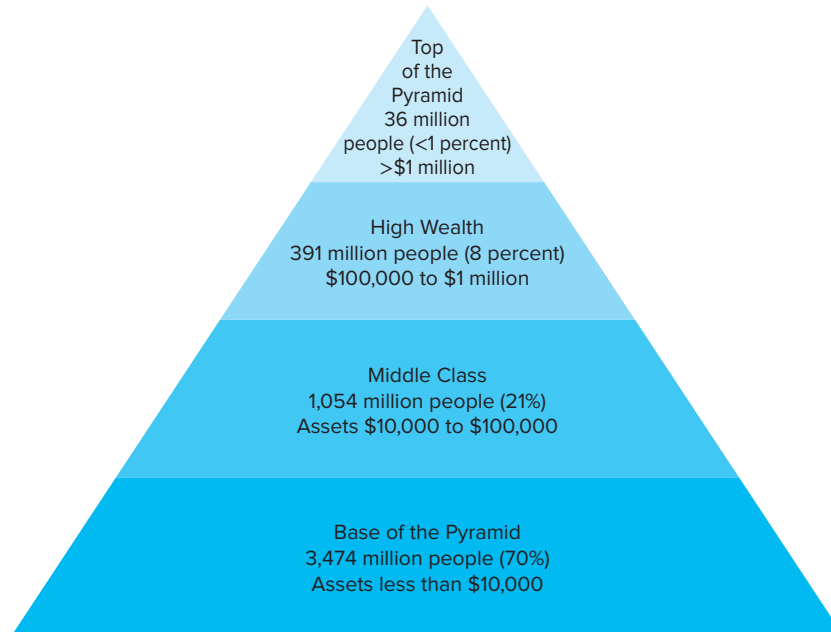 Top
of the
Pyramid
36 million
people (<1 percent)
>$1 million
High Wealth
391 million people (8 percent)
$100,000 to $1 million
Middle Class
1,054 million people (21%)
Assets $10,000 to $100,000
Base of the Pyramid
3,474 million people (70%)
Assets less than $10,000